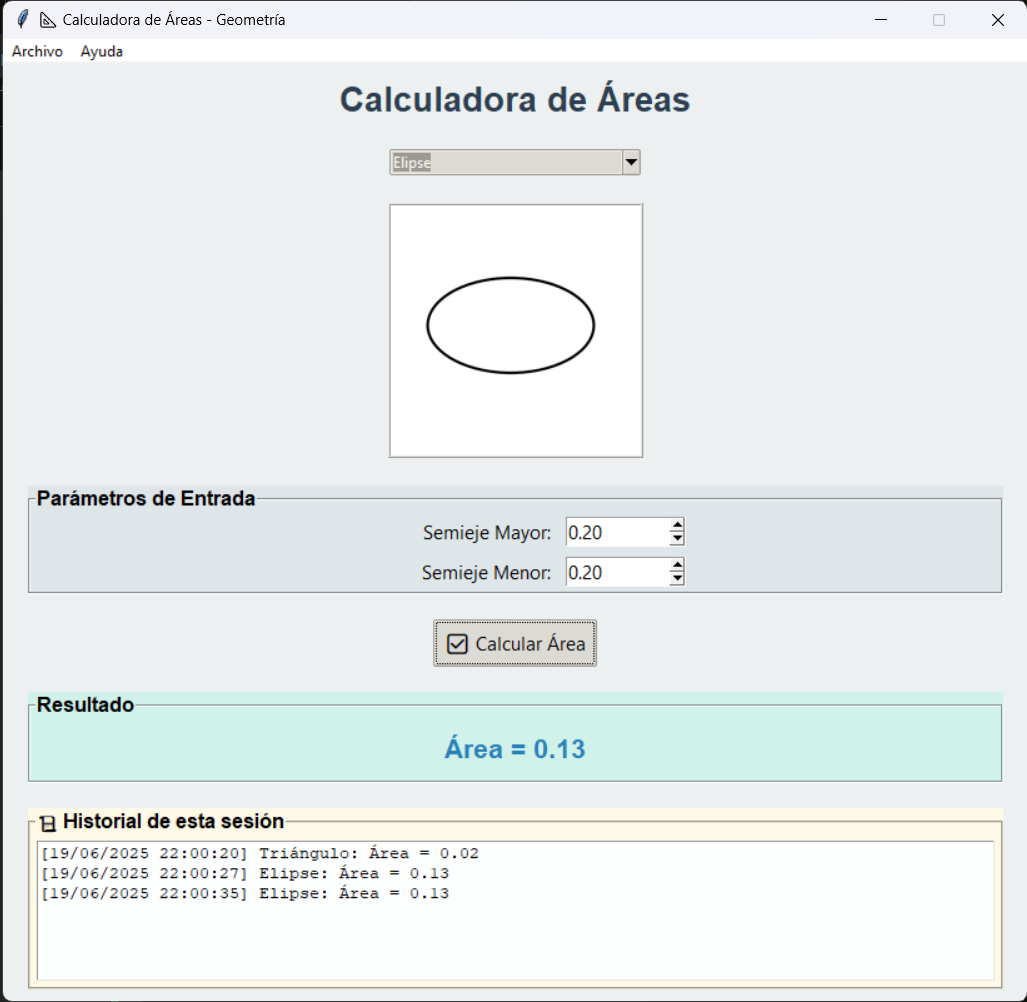 Calculadora de Áreas - Geometría
Archivo Ayuda
Calculadora de Áreas
Elipse
Parámetros de Entrada
Semieje Mayor: 0.20
Semieje Menor: 0.20
Calcular Área
Resultado
Área = 0.13
Historial de esta sesión
[19/06/2025 22:00:20] Triángulo: Área = 0.02
[19/06/2025 22:00:27] Elipse: Área = 0.13
[19/06/2025 22:00:35] Elipse: Área = 0.13